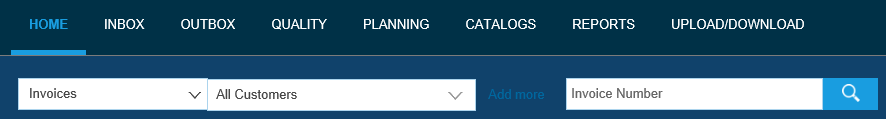 HOME INBOX OUTBOX QUALITY PLANNING CATALOGS REPORTS UPLOAD/DOWNLOAD
Invoices All Customers Add more Invoice Number